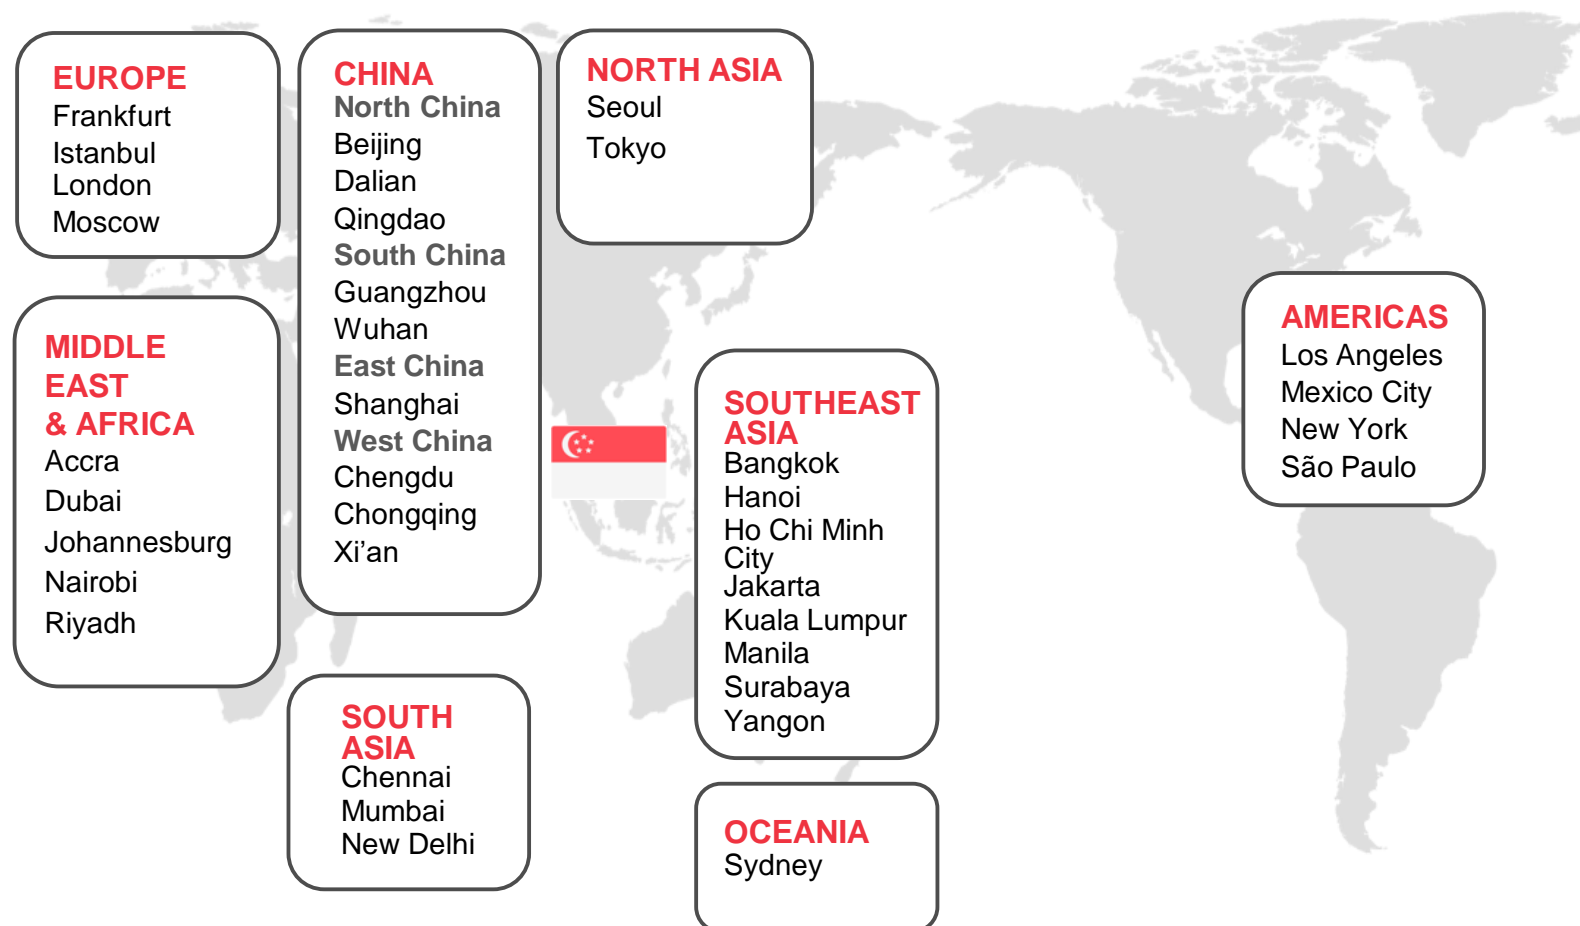 EUROPE
Frankfurt
Istanbul
London
Moscow
MIDDLE
EAST
& AFRICA
Accra
Dubai
Johannesburg
Nairobi
Riyadh
CHINA
North China
Beijing
Dalian
Qingdao
South China
Guangzhou
Wuhan
East China
Shanghai
West China
Chengdu
Chongqing
Xi’an
SOUTH
ASIA
Chennai
Mumbai
New Delhi
NORTH ASIA
Seoul
Tokyo
SOUTHEAST
ASIA
Bangkok
Hanoi
Ho Chi Minh
City
Jakarta
Kuala Lumpur
Manila
Surabaya
Yangon
OCEANIA
Sydney
AMERICAS
Los Angeles
Mexico City
New York
São Paulo